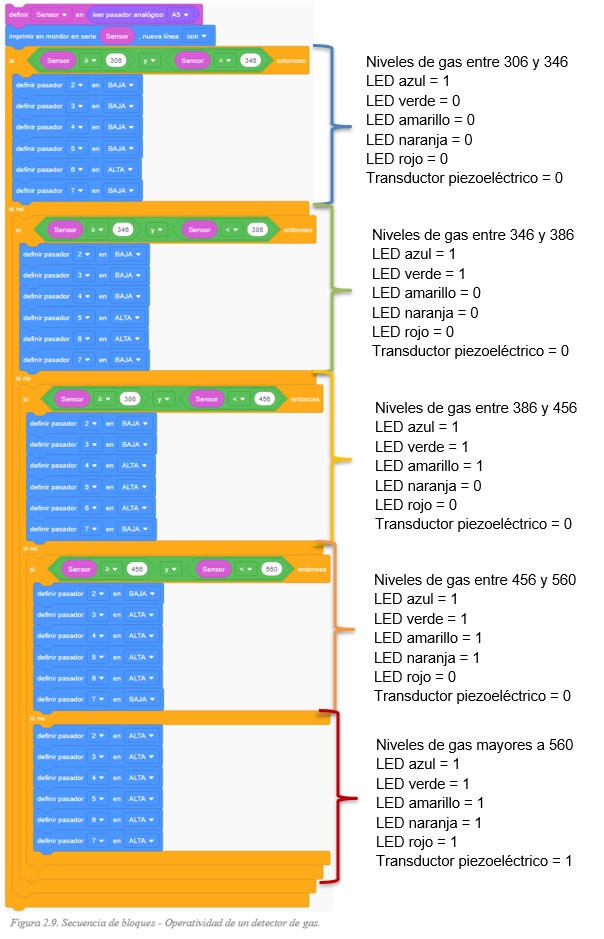 definir Sensor en leer pasador analógico A5
imprimir en monitor en serie Sensor , nueva línea con
si Sensor ≥ 306 y Sensor < 346 entonces
definir pasador 2 en BAJA
definir pasador 3 en BAJA
definir pasador 4 en BAJA
definir pasador 5 en BAJA
definir pasador 6 en ALTA
definir pasador 7 en BAJA
Niveles de gas entre 306 y 346
LED azul = 1
LED verde = 0
LED amarillo = 0
LED naranja = 0
LED rojo = 0
Transductor piezoeléctrico = 0
si no
si Sensor ≥ 346 y Sensor < 386 entonces
definir pasador 2 en BAJA
definir pasador 3 en BAJA
definir pasador 4 en BAJA
definir pasador 5 en ALTA
definir pasador 6 en ALTA
definir pasador 7 en BAJA
Niveles de gas entre 346 y 386
LED azul = 1
LED verde = 1
LED amarillo = 0
LED naranja = 0
LED rojo = 0
Transductor piezoeléctrico = 0
si no
si Sensor ≥ 386 y Sensor < 456 entonces
definir pasador 2 en BAJA
definir pasador 3 en BAJA
definir pasador 4 en ALTA
definir pasador 5 en ALTA
definir pasador 6 en ALTA
definir pasador 7 en BAJA
Niveles de gas entre 386 y 456
LED azul = 1
LED verde = 1
LED amarillo = 1
LED naranja = 0
LED rojo = 0
Transductor piezoeléctrico = 0
si no
si Sensor ≥ 456 y Sensor < 560 entonces
definir pasador 2 en BAJA
definir pasador 3 en ALTA
definir pasador 4 en ALTA
definir pasador 5 en ALTA
definir pasador 6 en ALTA
definir pasador 7 en BAJA
Niveles de gas entre 456 y 560
LED azul = 1
LED verde = 1
LED amarillo = 1
LED naranja = 1
LED rojo = 0
Transductor piezoeléctrico = 0
si no
definir pasador 2 en ALTA
definir pasador 3 en ALTA
definir pasador 4 en ALTA
definir pasador 5 en ALTA
definir pasador 6 en ALTA
definir pasador 7 en ALTA
Niveles de gas mayores a 560
LED azul = 1
LED verde = 1
LED amarillo = 1
LED naranja = 1
LED rojo = 1
Transductor piezoeléctrico = 1
Figura 2.9. Secuencia de bloques - Operatividad de un detector de gas.